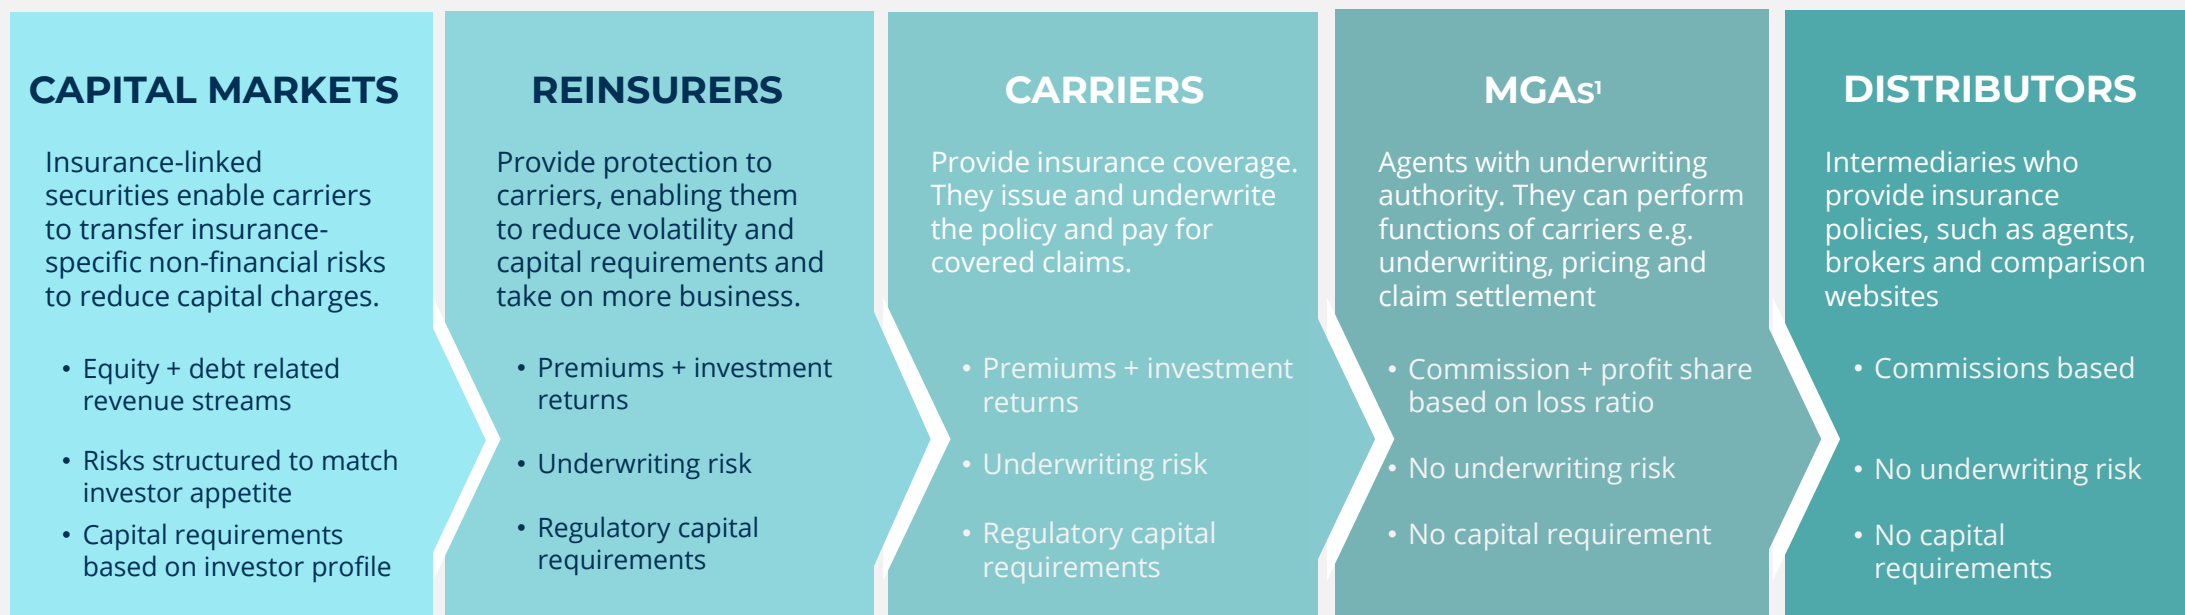 CAPITAL MARKETS
Insurance-linked
securities enable carriers
to transfer insurance-
specific non-financial risks
to reduce capital charges.
• Equity + debt related
revenue streams
• Risks structured to match
investor appetite
• Capital requirements
based on investor profile
REINSURERS
Provide protection to
carriers, enabling them
to reduce volatility and
capital requirements and
take on more business.
• Premiums + investment
returns
• Underwriting risk
• Regulatory capital
requirements
CARRIERS
Provide insurance coverage.
They issue and underwrite
the policy and pay for
covered claims.
• Premiums + investment
returns
• Underwriting risk
• Regulatory capital
requirements
MGAs¹
Agents with underwriting
authority. They can perform
functions of carriers e.g.
underwriting, pricing and
claim settlement
• Commission + profit share
based on loss ratio
• No underwriting risk
• No capital requirement
DISTRIBUTORS
Intermediaries who
provide insurance
policies, such as agents,
brokers and comparison
websites
• Commissions based
• No underwriting risk
• No capital
requirements